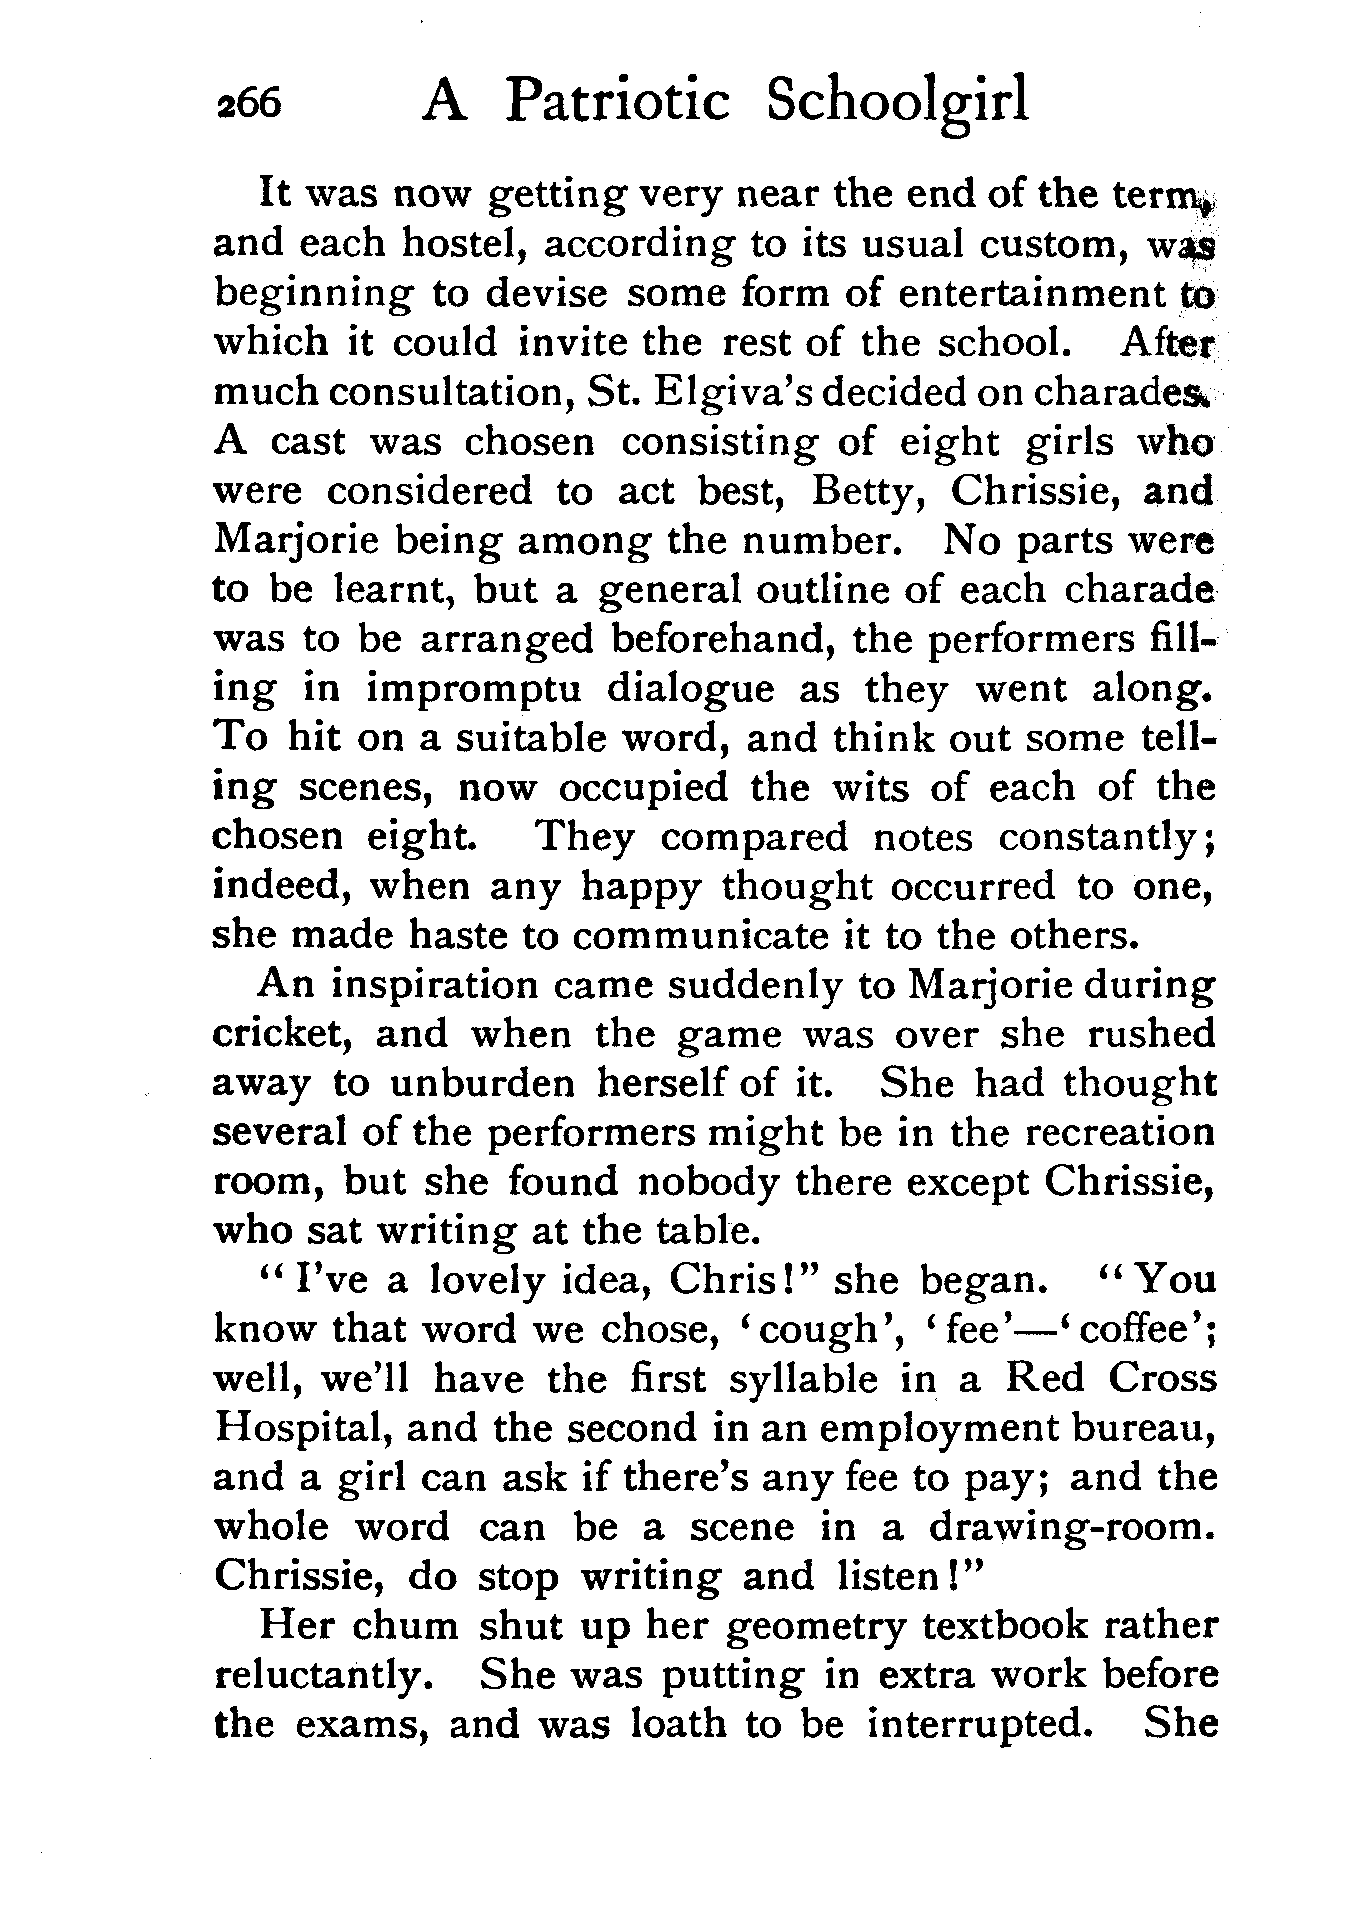 266 A Patriotic Schoolgirl
It was now getting very near the end of the term,
and each hostel, according to its usual custom, was
beginning to devise some form of entertainment to
which it could invite the rest of the school. After
much consultation, St. Elgiva's decided on charades.
A cast was chosen consisting of eight girls who
were considered to act best, Betty, Chrissie, and
Marjorie being among the number. No parts were
to be learnt, but a general outline of each charade
was to be arranged beforehand, the performers fill-
ing in impromptu dialogue as they went along.
To hit on a suitable word, and think out some tell-
ing scenes, now occupied the wits of each of the
chosen eight. They compared notes constantly;
indeed, when any happy thought occurred to one,
she made haste to communicate it to the others.
An inspiration came suddenly to Marjorie during
cricket, and when the game was over she rushed
away to unburden herself of it. She had thought
several of the performers might be in the recreation
room, but she found nobody there except Chrissie,
who sat writing at the table.
“I've a lovely idea, Chris!” she began. “You
know that word we chose, ‘cough’, ‘fee’—‘coffee’;
well, we'll have the first syllable in a Red Cross
Hospital, and the second in an employment bureau,
and a girl can ask if there's any fee to pay; and the
whole word can be a scene in a drawing-room.
Chrissie, do stop writing and listen!”
Her chum shut up her geometry textbook rather
reluctantly. She was putting in extra work before
the exams, and was loath to be interrupted. She